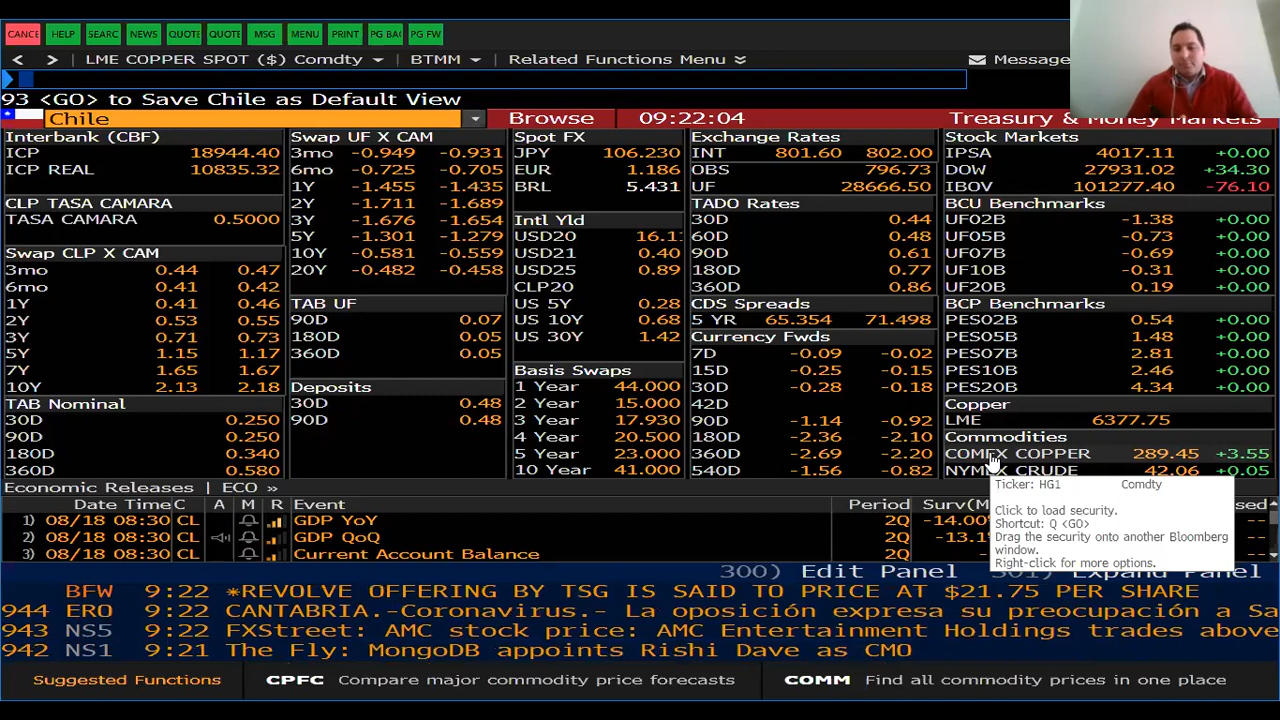 CANCE HELP SEARC NEWS QUOTE QUOTE MSG MENU PRINT PG BAC PG FW
< > LME COPPER SPOT ($) Comdty BTMM Related Functions Menu Message
93 <GO> to Save Chile as Default View
Chile Browse 09:22:04 Treasury & Money Markets
Interbank (CBF)
ICP 18944.40
ICP REAL 10835.32
CLP TASA CAMARA
TASA CAMARA 0.5000
Swap CLP X CAM
3mo 0.44 0.47
6mo 0.41 0.42
1Y 0.41 0.46
2Y 0.53 0.55
3Y 0.71 0.73
5Y 1.15 1.17
7Y 1.65 1.67
10Y 2.13 2.18
TAB Nominal
30D 0.250
90D 0.250
180D 0.340
360D 0.580
Swap UF X CAM
3mo -0.949 -0.931
6mo -0.725 -0.705
1Y -1.455 -1.435
2Y -1.711 -1.689
3Y -1.676 -1.654
5Y -1.301 -1.279
10Y -0.581 -0.559
20Y -0.482 -0.458
TAB UF
90D 0.07
180D 0.05
360D 0.05
Deposits
30D 0.48
90D 0.48
Spot FX
JPY 106.230
EUR 1.186
BRL 5.431
Intl Yld
USD20 16.1
USD21 0.40
USD25 0.89
CLP20
US 5Y 0.28
US 10Y 0.68
US 30Y 1.42
Basis Swaps
1 Year 44.000
2 Year 15.000
3 Year 17.930
4 Year 20.500
5 Year 23.000
10 Year 41.000
Exchange Rates
INT 801.60 802.00
OBS 796.73
UF 28666.50
TADO Rates
30D 0.44
60D 0.48
90D 0.61
180D 0.77
360D 0.86
CDS Spreads
5 YR 65.354 71.498
Currency Fwds
7D -0.09 -0.02
15D -0.25 -0.15
30D -0.28 -0.18
42D
90D -1.14 -0.92
180D -2.36 -2.10
360D -2.69 -2.20
540D -1.56 -0.82
Stock Markets
IPSA 4017.11 +0.00
DOW 27931.02 +34.30
IBOV 101277.40 -76.10
BCU Benchmarks
UF02B -1.38 +0.00
UF05B -0.73 +0.00
UF07B -0.69 +0.00
UF10B -0.31 +0.00
UF20B 0.19 +0.00
BCP Benchmarks
PES02B 0.54 +0.00
PES05B 1.48 +0.00
PES07B 2.81 +0.00
PES10B 2.46 +0.00
PES20B 4.34 +0.00
Copper
LME 6377.75
Commodities
COMEX COPPER 289.45 +3.55
NYMEX CRUDE 42.06 +0.05
Ticker: HG1 Comdty
Click to load security.
Shortcut: Q <GO>
Drag the security onto another Bloomberg
window.
Right-click for more options.
Economic Releases | ECO »
Date Time C A M R Event Period Surv(M
1) 08/18 08:30 CL GDP YoY 2Q -14.00
2) 08/18 08:30 CL GDP QoQ 2Q -13.1
3) 08/18 08:30 CL Current Account Balance 2Q --
300) Edit Panel Expand Panel
BFW 9:22 *REVOLVE OFFERING BY TSG IS SAID TO PRICE AT $21.75 PER SHARE
944 ERO 9:22 CANTABRIA.-Coronavirus.- La oposición expresa su preocupación a Sa
943 NS5 9:22 FXStreet: AMC stock price: AMC Entertainment Holdings trades above
942 NS1 9:21 The Fly: MongoDB appoints Rishi Dave as CMO
Suggested Functions CPFC Compare major commodity price forecasts COMM Find all commodity prices in one place